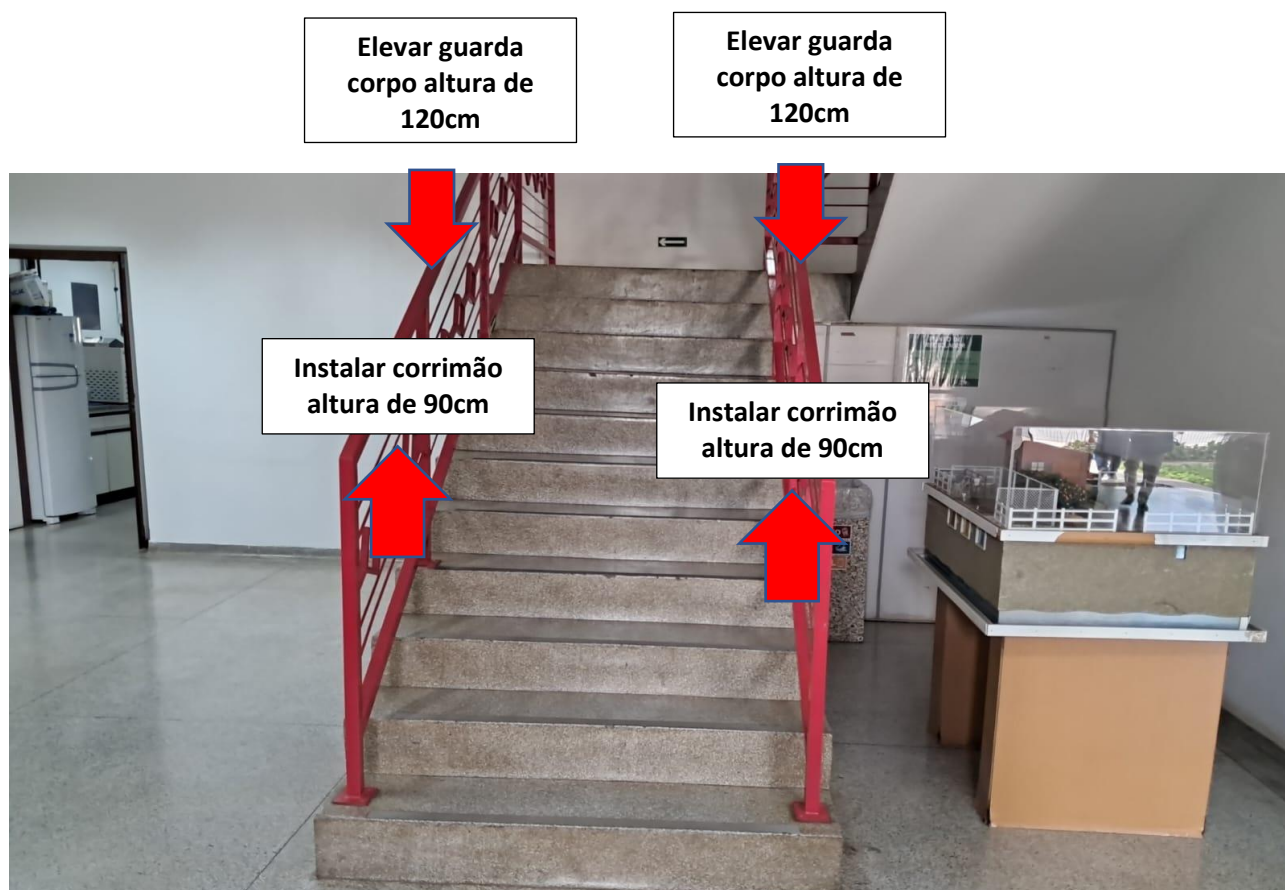 Elevar guarda
corpo altura de
120cm
Elevar guarda
corpo altura de
120cm
Instalar corrimão
altura de 90cm
Instalar corrimão
altura de 90cm